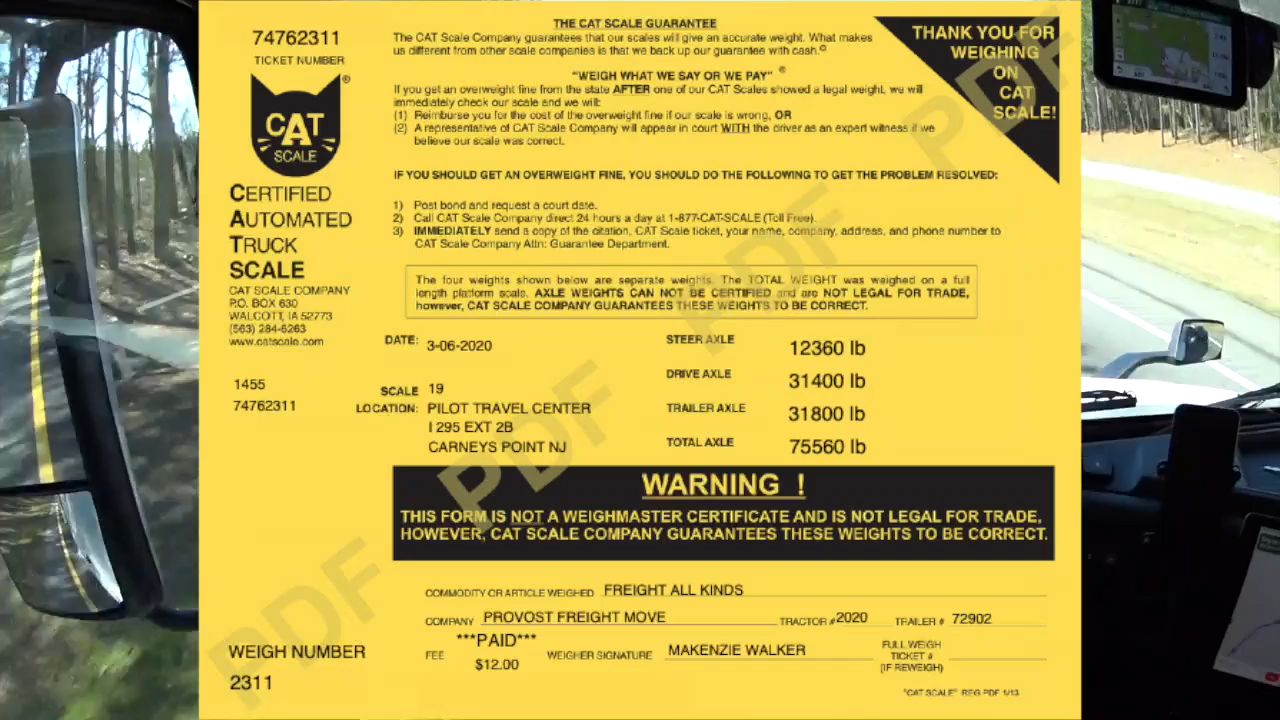 74762311
TICKET NUMBER
CAT
SCALE
®
CERTIFIED
AUTOMATED
TRUCK
SCALE
CAT SCALE COMPANY
P.O. BOX 630
WALCOTT, IA 52773
(563) 284-6263
www.catscale.com
1455
74762311
THE CAT SCALE GUARANTEE
The CAT Scale Company guarantees that our scales will give an accurate weight. What makes
us different from other scale companies is that we back up our guarantee with cash.©
"WEIGH WHAT WE SAY OR WE PAY" ®
If you get an overweight fine from the state AFTER one of our CAT Scales showed a legal weight, we will
immediately check our scale and we will:
(1) Reimburse you for the cost of the overweight fine if our scale is wrong, OR
(2) A representative of CAT Scale Company will appear in court WITH the driver as an expert witness if we
believe our scale was correct.
THANK YOU FOR
WEIGHING
ON
CAT
SCALE!
IF YOU SHOULD GET AN OVERWEIGHT FINE, YOU SHOULD DO THE FOLLOWING TO GET THE PROBLEM RESOLVED:
1) Post bond and request a court date.
2) Call CAT Scale Company direct 24 hours a day at 1-877-CAT-SCALE (Toll Free).
3) IMMEDIATELY send a copy of the citation, CAT Scale ticket, your name, company, address, and phone number to
CAT Scale Company Attn: Guarantee Department.
The four weights shown below are separate weights. The TOTAL WEIGHT was weighed on a full
length platform scale. AXLE WEIGHTS CAN NOT BE CERTIFIED and are NOT LEGAL FOR TRADE,
however, CAT SCALE COMPANY GUARANTEES THESE WEIGHTS TO BE CORRECT.
DATE: 3-06-2020
SCALE 19
LOCATION: PILOT TRAVEL CENTER
I 295 EXT 2B
CARNEYS POINT NJ
STEER AXLE 12360 lb
DRIVE AXLE 31400 lb
TRAILER AXLE 31800 lb
TOTAL AXLE 75560 lb
WARNING !
THIS FORM IS NOT A WEIGHMASTER CERTIFICATE AND IS NOT LEGAL FOR TRADE,
HOWEVER, CAT SCALE COMPANY GUARANTEES THESE WEIGHTS TO BE CORRECT.
COMMODITY OR ARTICLE WEIGHED FREIGHT ALL KINDS
COMPANY PROVOST FREIGHT MOVE TRACTOR # 2020 TRAILER # 72902
***PAID***
FEE $12.00 WEIGHER SIGNATURE MAKENZIE WALKER
FULL WEIGH
TICKET #
(IF REWEIGH)
WEIGH NUMBER
2311
"CAT SCALE" REG PDF 1/13
PDF
PDF
PDF
PDF